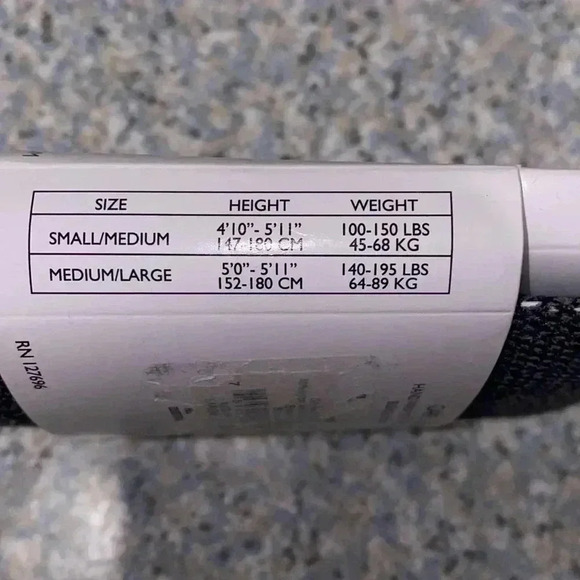 SIZE HEIGHT WEIGHT
SMALL/MEDIUM 4'10"- 5'11" 100-150 LBS
147-180 CM 45-68 KG
MEDIUM/LARGE 5'0"- 5'11" 140-195 LBS
152-180 CM 64-89 KG
RN 127696